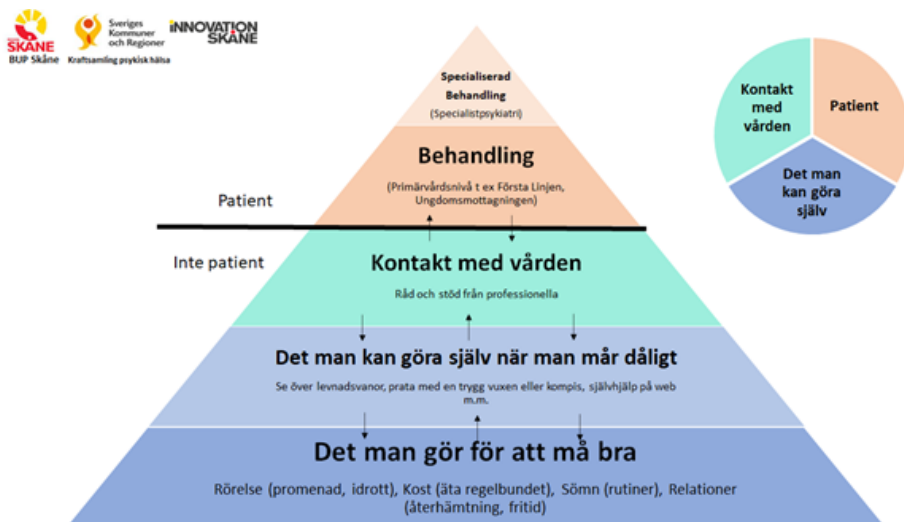 SKÅNE
BUP Skåne
Sveriges
Kommuner
och Regioner
Kraftsamling psykisk hälsa
INNOVATION
SKÅNE
Specialiserad
Behandling
(Specialistpsykiatri)
Behandling
(Primärvårdsnivå t ex Första Linjen,
Ungdomsmottagningen)
Patient
Inte patient
Kontakt med vården
Råd och stöd från professionella
Det man kan göra själv när man mår dåligt
Se över levnadsvanor, prata med en trygg vuxen eller kompis, självhjälp på web
m.m.
Det man gör för att må bra
Rörelse (promenad, idrott), Kost (äta regelbundet), Sömn (rutiner), Relationer
(återhämtning, fritid)
Kontakt
med
vården
Patient
Det man
kan göra
själv